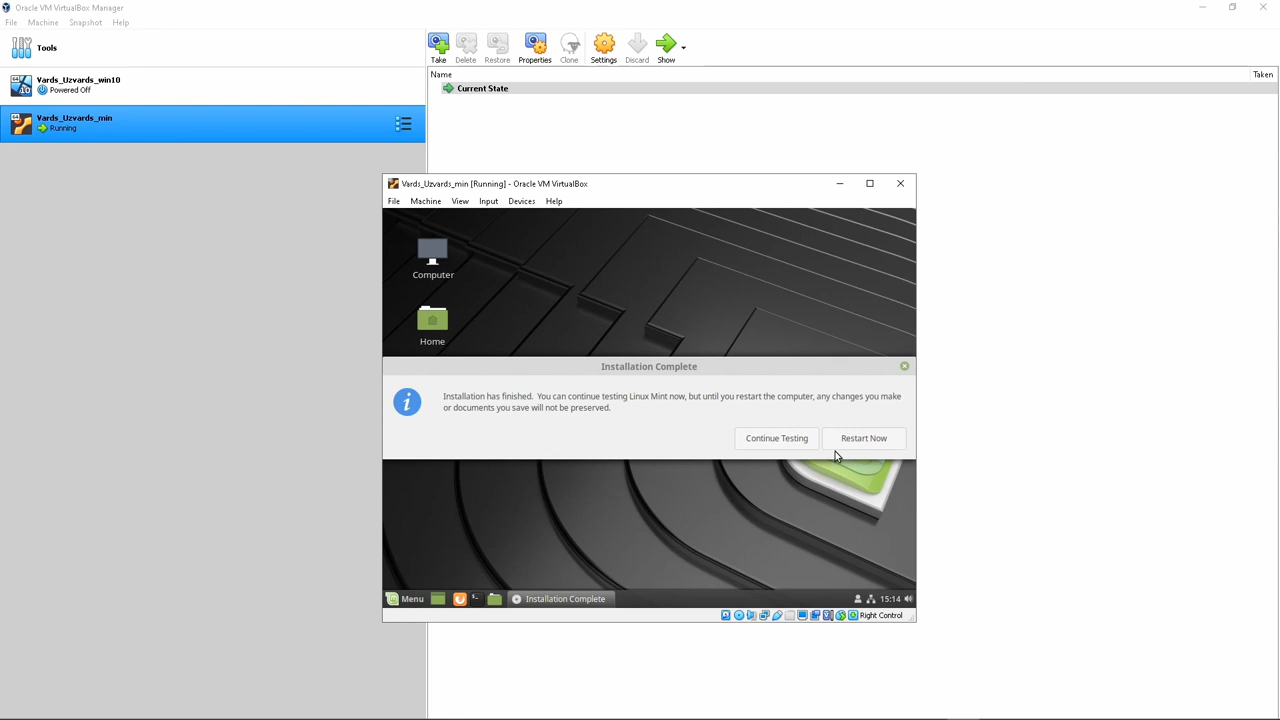 Oracle VM VirtualBox Manager
File Machine Snapshot Help
Tools
Vards_Uzvards_win10
Powered Off
Vards_Uzvards_min
Running
Take Delete Restore Properties Clone Settings Discard Show
Name Taken
Current State
Vards_Uzvards_min [Running] - Oracle VM VirtualBox
File Machine View Input Devices Help
Computer
Home
Installation Complete
Installation has finished. You can continue testing Linux Mint now, but until you restart the computer, any changes you make
or documents you save will not be preserved.
Continue Testing Restart Now
Menu Installation Complete 15:14
Right Control